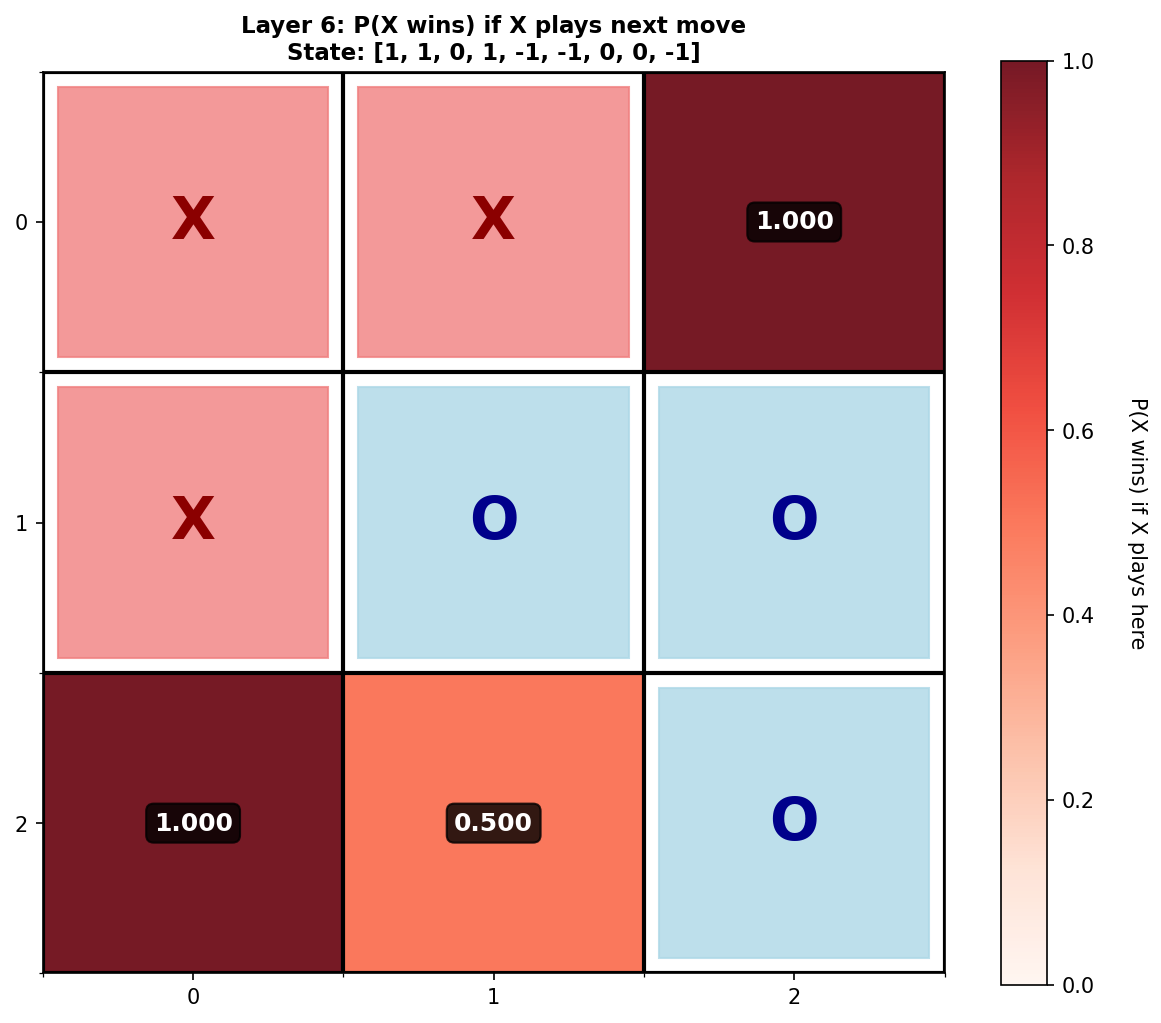 Layer 6: P(X wins) if X plays next move
State: [1, 1, 0, 1, -1, -1, 0, 0, -1]
0
X
X
1.000
1
X
O
O
2
1.000
0.500
O
0
1
2
1.0
0.8
0.6
0.4
0.2
0.0
P(X wins) if X plays here